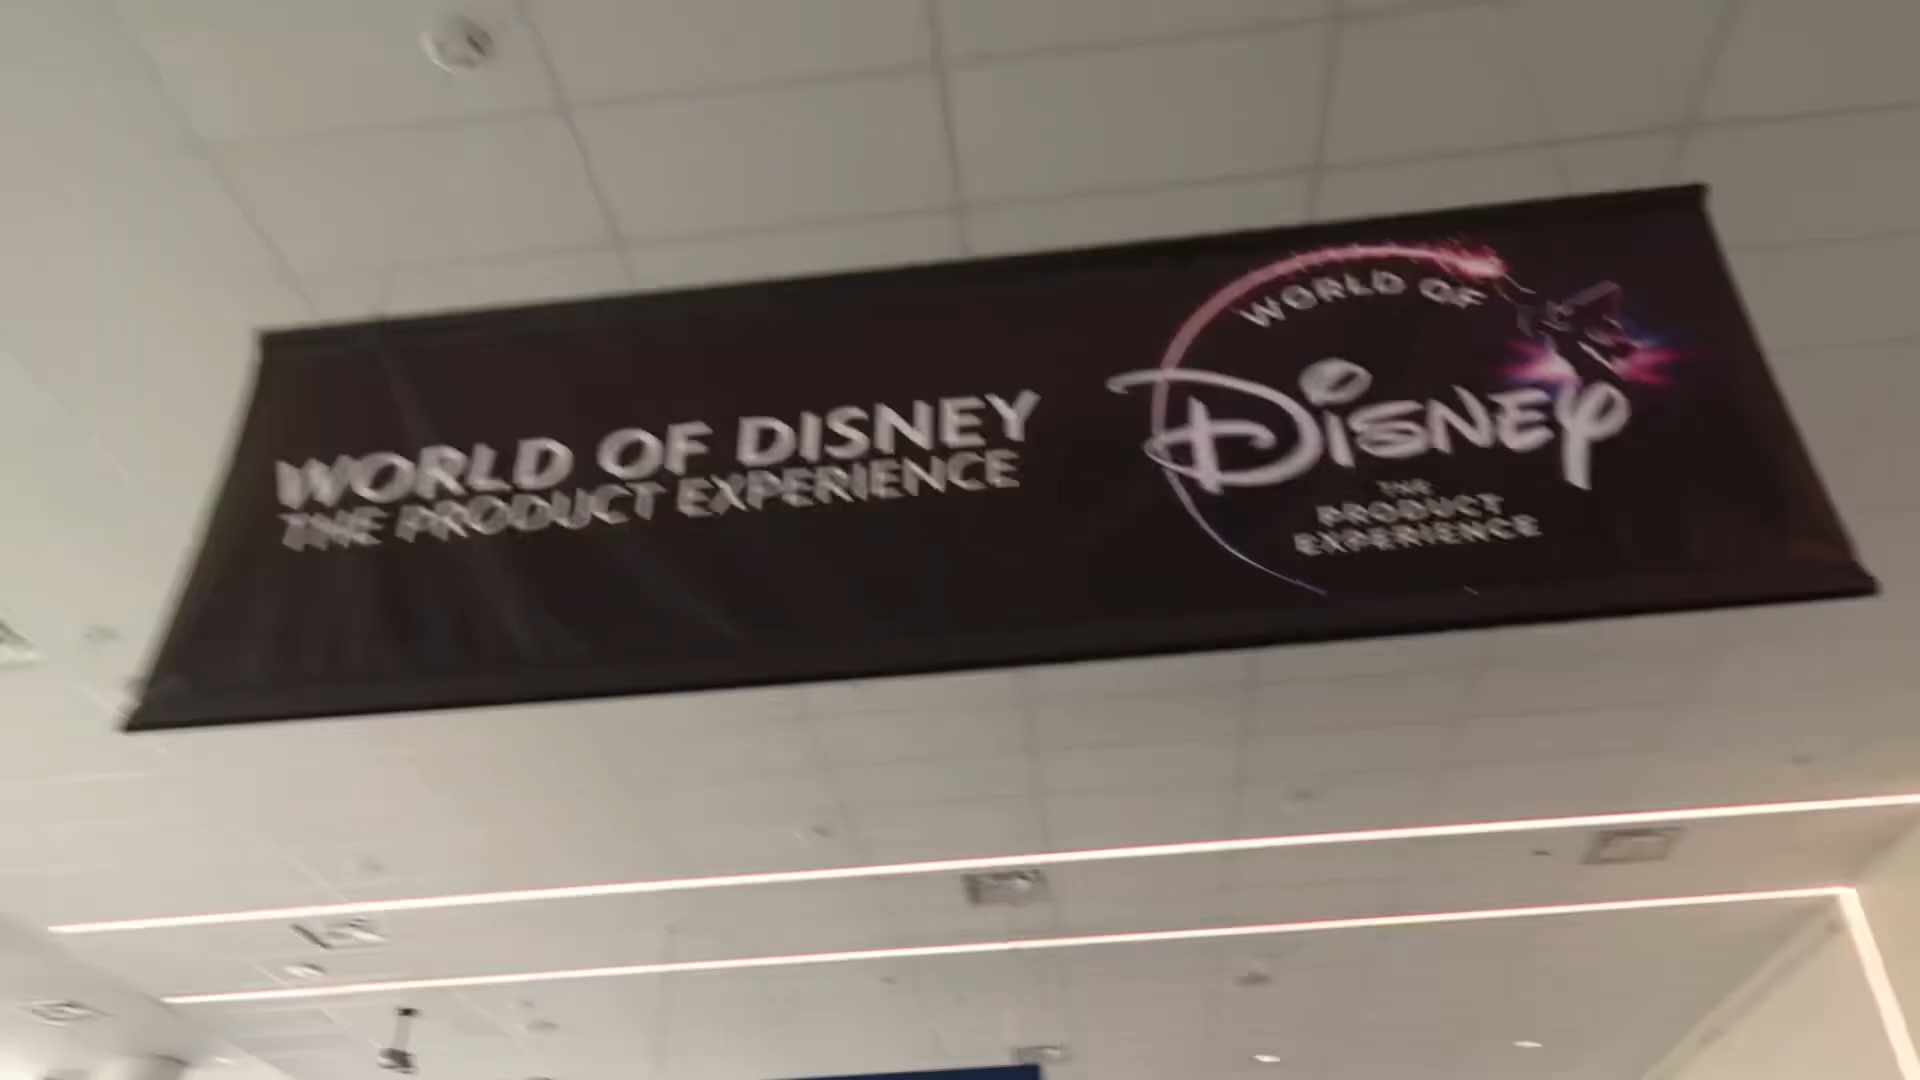 WORLD OF DISNEY
THE PRODUCT EXPERIENCE
WORLD OF
Disney
THE
PRODUCT
EXPERIENCE